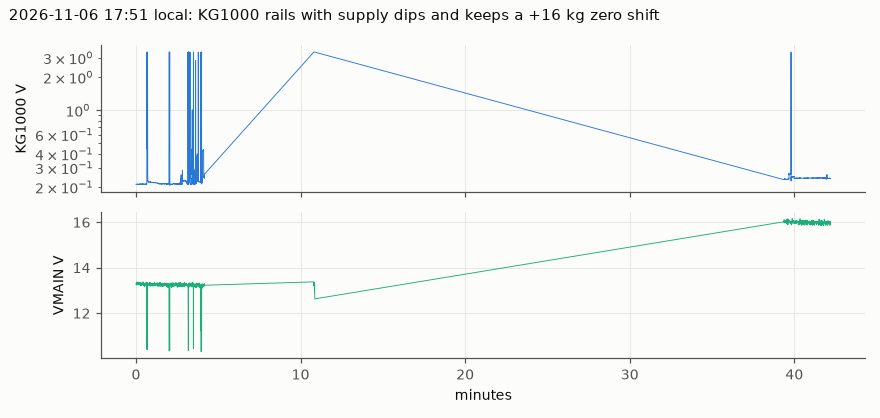 2026-11-06 17:51 local: KG1000 rails with supply dips and keeps a +16 kg zero shift
KG1000 V
3 × 10⁰
2 × 10⁰
10⁰
6 × 10⁻¹
4 × 10⁻¹
3 × 10⁻¹
2 × 10⁻¹
VMAIN V
16
14
12
0 10 20 30 40
minutes